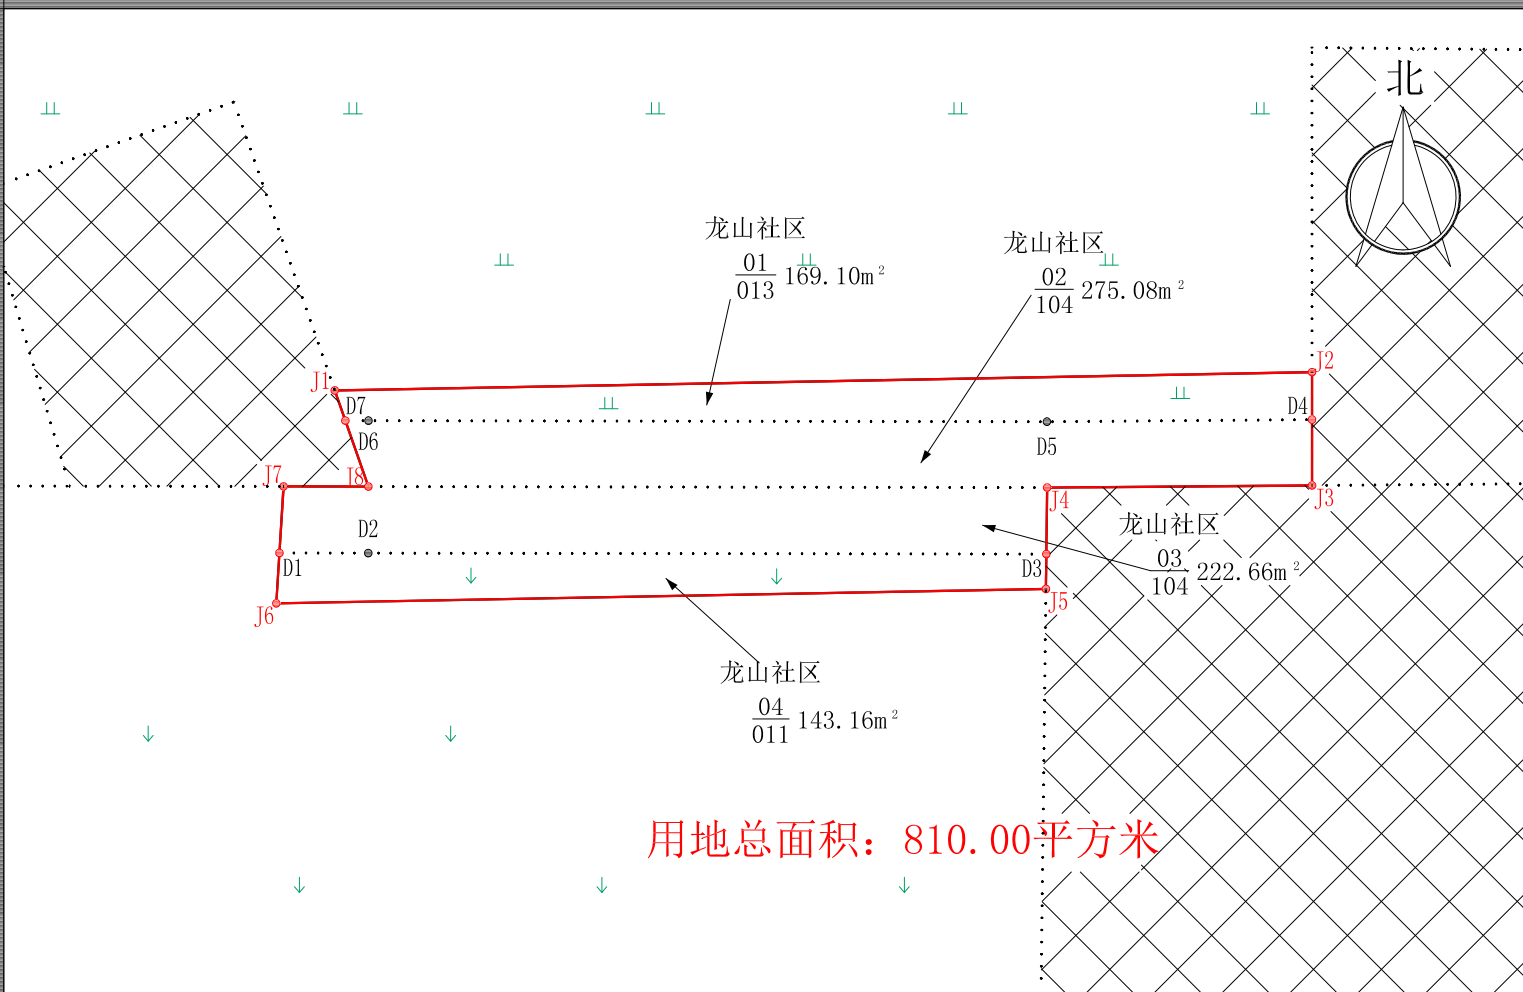 北
龙山社区
01
013
169.10m²
龙山社区
02
104
275.08m²
J1
J2
D7
D4
D6
D5
J7
J8
J4
J3
龙山社区
03
104
222.66m²
D2
D1
D3
J6
J5
龙山社区
04
011
143.16m²
用地总面积：810.00平方米